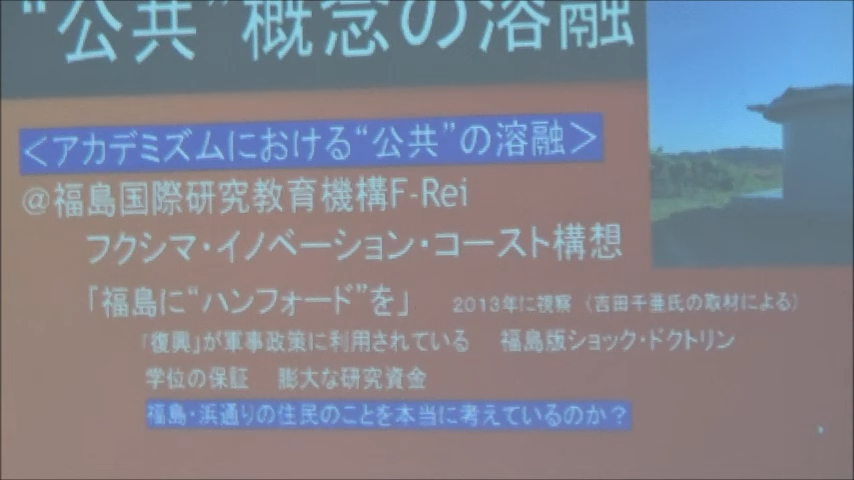 “公共”概念の溶融
＜アカデミズムにおける“公共”の溶融＞
＠福島国際研究教育機構F-Rei
フクシマ・イノベーション・コースト構想
「福島に“ハンフォード”を」 2013年に視察（吉田千亜氏の取材による）
「復興」が軍事政策に利用されている 福島版ショック・ドクトリン
学位の保証 膨大な研究資金
福島・浜通りの住民のことを本当に考えているのか？